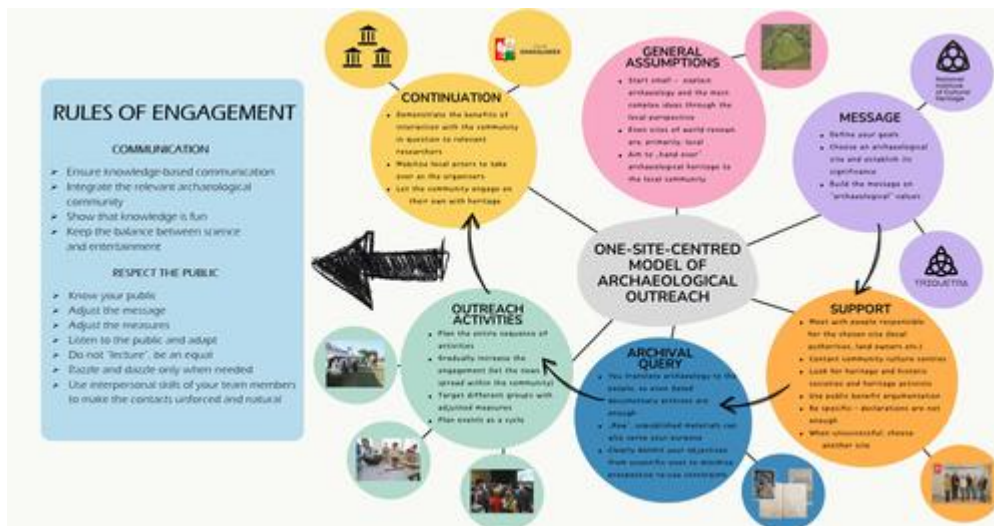 RULES OF ENGAGEMENT
COMMUNICATION
Ensure knowledge-based communication
Integrate the relevant archaeological
community
Show that knowledge is fun
Keep the balance between science
and entertainment
RESPECT THE PUBLIC
Know your public
Adjust the message
Adjust the measures
Listen to the public and adapt
Do not "lecture", be an equal
Dazzle and dazzle only when needed
Use interpersonal skills of your team members
to make the contacts unforced and natural
CONTINUATION
Demonstrate the benefits of
interaction with the community
in question to relevant
researchers
Mobilize local actors to take
over as the organisers
Let the community engage on
their own with heritage
GENERAL
ASSUMPTIONS
Start small - explain
archaeology and the more
complex ideas through the
local perspective
Even sites of world renown
are, primarily, local
Aim to "hand over"
archaeological heritage to
the local community
National
Institute
of Cultural
Heritage
MESSAGE
Define your goals
Choose an archaeological
site and establish its
significance
Build the message on
"archaeological" values
TRIQUETRA
ONE-SITE-CENTRED
MODEL OF
ARCHAEOLOGICAL
OUTREACH
SUPPORT
Meet with people responsible
for the chosen site (local
authorities, land owners etc.)
Contact community culture centres
Look for heritage and historic
societies and heritage activists
Use public benefit argumentation
Be specific - declarations are not
enough
When unsuccessful, choose
another site
OUTREACH
ACTIVITIES
Plan the entire sequence of
activities
Gradually increase the
engagement (let the news
spread within the community)
Target different groups with
adjusted measures
Plan events as a cycle
ARCHIVAL
QUERY
You translate archaeology to the
people, so even dated
documentary archives are
enough
"Raw", unpublished materials can
also serve your purpose
Clearly submit your objectives
from scientific ones to